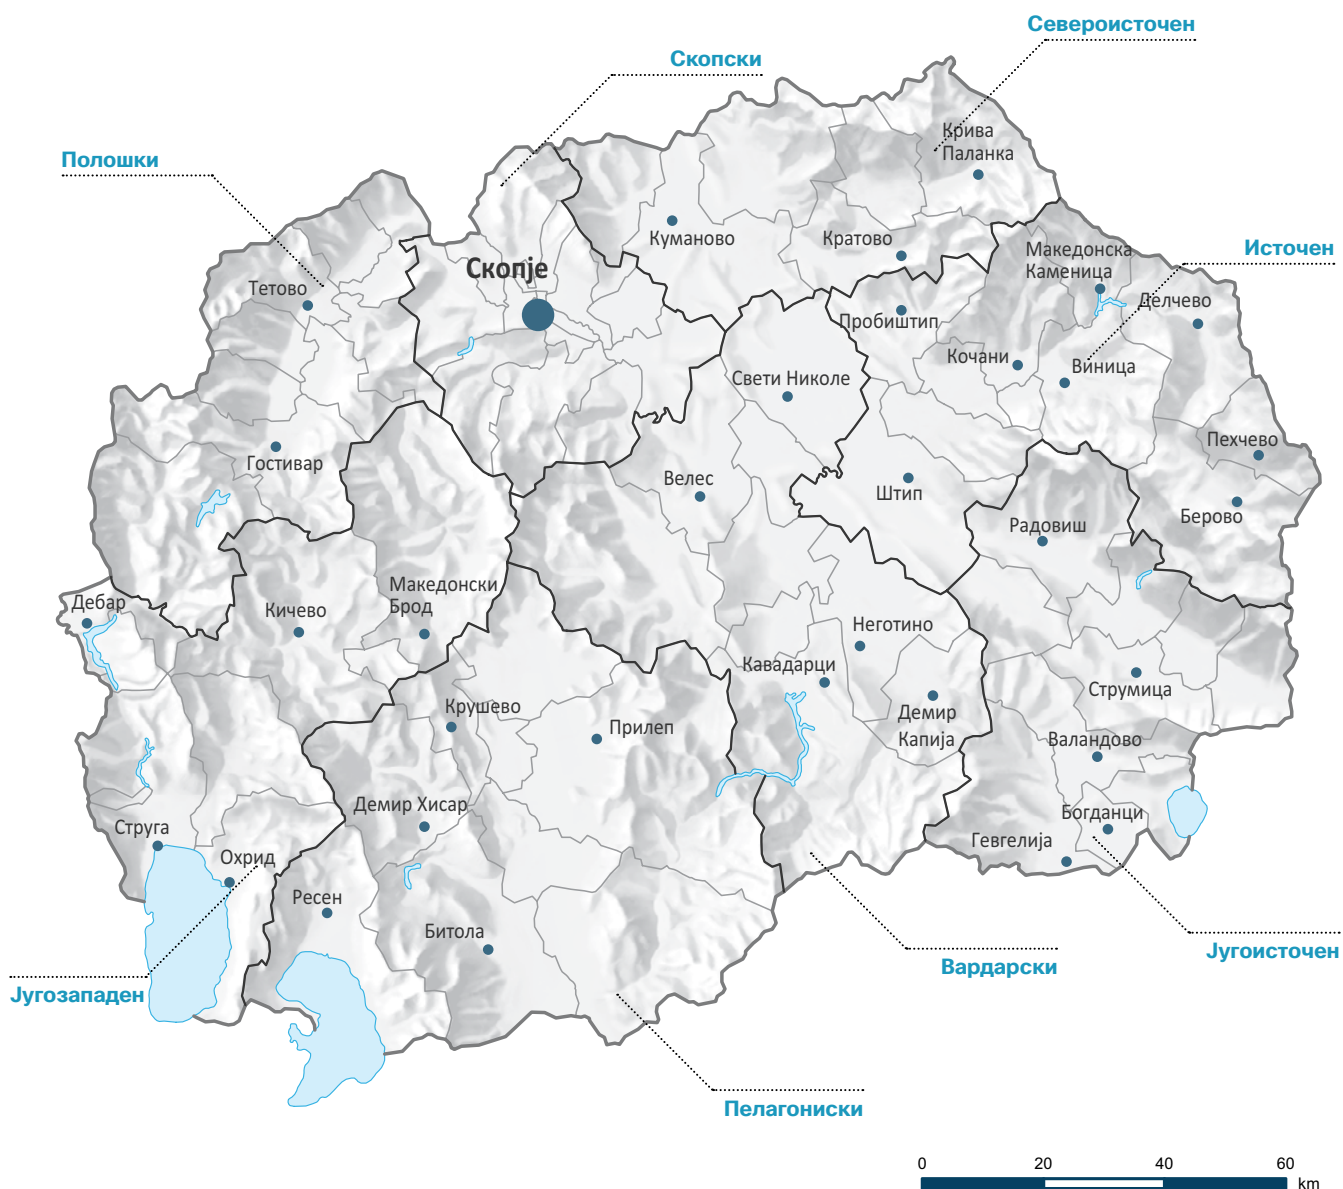 Североисточен
Скопски
Крива
Паланка
Полошки
Куманово
Кратово
Македонска
Каменица
Источен
Скопје
Тетово
Делчево
Пробиштип
Кочани
Виница
Свети Николе
Пехчево
Гостивар
Велес
Штип
Берово
Радовиш
Македонски
Брод
Дебар
Кичево
Неготино
Кавадарци
Струмица
Крушево
Прилеп
Демир
Капија
Валандово
Демир Хисар
Богданци
Струга
Гевгелија
Охрид
Ресен
Битола
Југоисточен
Вардарски
Југозападен
Пелагониски
0 20 40 60
km